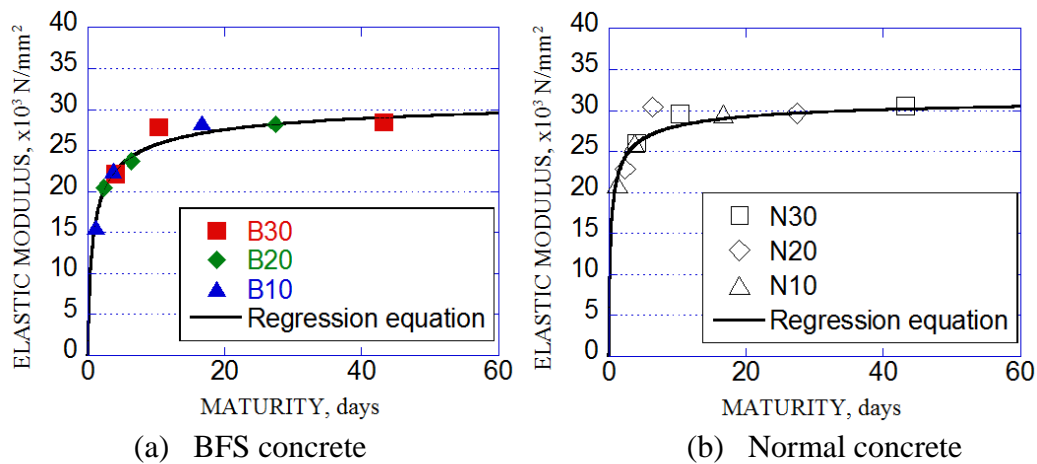 ELASTIC MODULUS, x10³ N/mm²
40
35
30
25
20
15
10
5
0
B30
B20
B10
Regression equation
0 20 40 60
MATURITY, days
(a) BFS concrete
ELASTIC MODULUS, x10³ N/mm²
40
35
30
25
20
15
10
5
0
N30
N20
N10
Regression equation
0 20 40 60
MATURITY, days
(b) Normal concrete